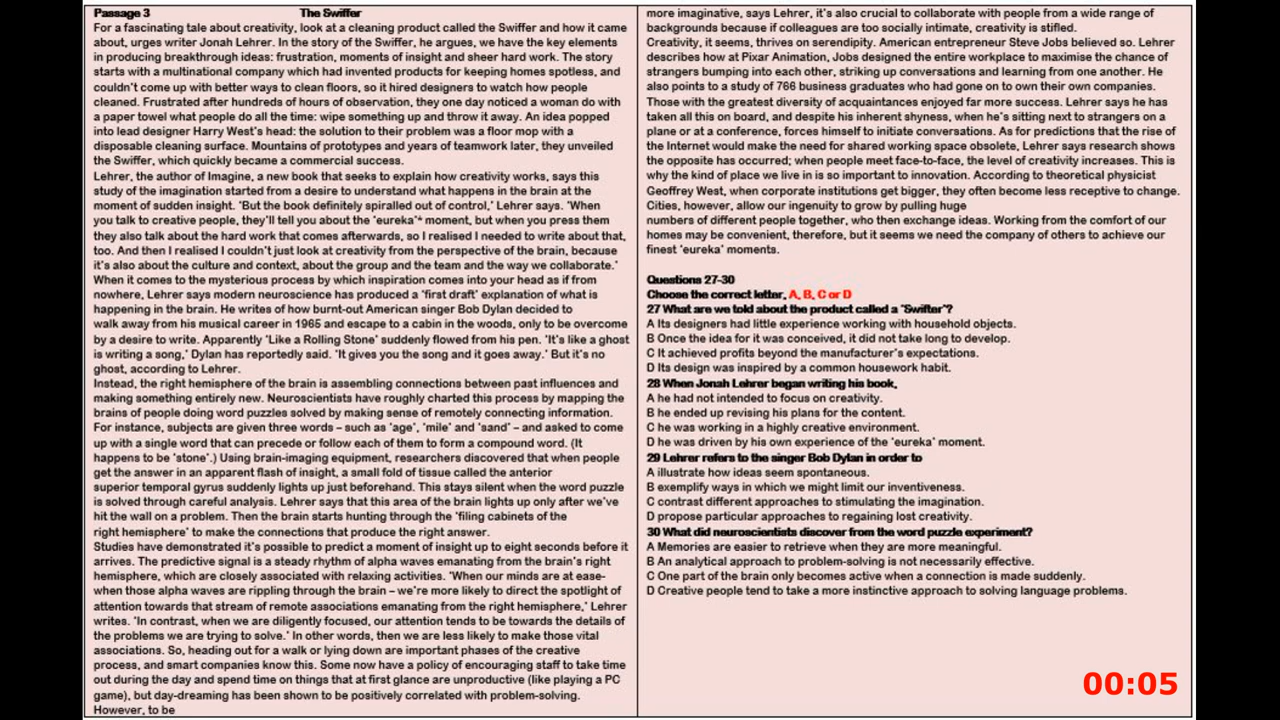 Passage 3 The Swiffer
For a fascinating tale about creativity, look at a cleaning product called the Swiffer and how it came
about, urges writer Jonah Lehrer. In the story of the Swiffer, he argues, we have the key elements
in producing breakthrough ideas: frustration, moments of insight and sheer hard work. The story
starts with a multinational company which had invented products for keeping homes spotless, and
couldn't come up with better ways to clean floors, so it hired designers to watch how people
cleaned. Frustrated after hundreds of hours of observation, they one day noticed a woman do with
a paper towel what people do all the time: wipe something up and throw it away. An idea popped
into lead designer Harry West's head: the solution to their problem was a floor mop with a
disposable cleaning surface. Mountains of prototypes and years of teamwork later, they unveiled
the Swiffer, which quickly became a commercial success.
Lehrer, the author of Imagine, a new book that seeks to explain how creativity works, says this
study of the imagination started from a desire to understand what happens in the brain at the
moment of sudden insight. 'But the book definitely spiralled out of control,' Lehrer says. 'When
you talk to creative people, they'll tell you about the 'eureka'* moment, but when you press them
they also talk about the hard work that comes afterwards, so I realised I needed to write about that,
too. And then I realised I couldn't just look at creativity from the perspective of the brain, because
it's also about the culture and context, about the group and the team and the way we collaborate.'
When it comes to the mysterious process by which inspiration comes into your head as if from
nowhere, Lehrer says modern neuroscience has produced a 'first draft' explanation of what is
happening in the brain. He writes of how burnt-out American singer Bob Dylan decided to
walk away from his musical career in 1965 and escape to a cabin in the woods, only to be overcome
by a desire to write. Apparently 'Like a Rolling Stone' suddenly flowed from his pen. 'It's like a ghost
is writing a song,' Dylan has reportedly said. 'It gives you the song and it goes away.' But it's no
ghost, according to Lehrer.
Instead, the right hemisphere of the brain is assembling connections between past influences and
making something entirely new. Neuroscientists have roughly charted this process by mapping the
brains of people doing word puzzles solved by making sense of remotely connecting information.
For instance, subjects are given three words – such as 'age', 'mile' and 'sand' – and asked to come
up with a single word that can precede or follow each of them to form a compound word. (It
happens to be 'stone'.) Using brain-imaging equipment, researchers discovered that when people
get the answer in an apparent flash of insight, a small fold of tissue called the anterior
superior temporal gyrus suddenly lights up just beforehand. This stays silent when the word puzzle
is solved through careful analysis. Lehrer says that this area of the brain lights up only after we've
hit the wall on a problem. Then the brain starts hunting through the 'filing cabinets of the
right hemisphere' to make the connections that produce the right answer.
Studies have demonstrated it's possible to predict a moment of insight up to eight seconds before it
arrives. The predictive signal is a steady rhythm of alpha waves emanating from the brain's right
hemisphere, which are closely associated with relaxing activities. 'When our minds are at ease-
when those alpha waves are rippling through the brain – we're more likely to direct the spotlight of
attention towards that stream of remote associations emanating from the right hemisphere,' Lehrer
writes. 'In contrast, when we are diligently focused, our attention tends to be towards the details of
the problems we are trying to solve.' In other words, then we are less likely to make those vital
associations. So, heading out for a walk or lying down are important phases of the creative
process, and smart companies know this. Some now have a policy of encouraging staff to take time
out during the day and spend time on things that at first glance are unproductive (like playing a PC
game), but day-dreaming has been shown to be positively correlated with problem-solving.
However, to be
more imaginative, says Lehrer, it's also crucial to collaborate with people from a wide range of
backgrounds because if colleagues are too socially intimate, creativity is stifled.
Creativity, it seems, thrives on serendipity. American entrepreneur Steve Jobs believed so. Lehrer
describes how at Pixar Animation, Jobs designed the entire workplace to maximise the chance of
strangers bumping into each other, striking up conversations and learning from one another. He
also points to a study of 766 business graduates who had gone on to own their own companies.
Those with the greatest diversity of acquaintances enjoyed far more success. Lehrer says he has
taken all this on board, and despite his inherent shyness, when he's sitting next to strangers on a
plane or at a conference, forces himself to initiate conversations. As for predictions that the rise of
the Internet would make the need for shared working space obsolete, Lehrer says research shows
the opposite has occurred; when people meet face-to-face, the level of creativity increases. This is
why the kind of place we live in is so important to innovation. According to theoretical physicist
Geoffrey West, when corporate institutions get bigger, they often become less receptive to change.
Cities, however, allow our ingenuity to grow by pulling huge
numbers of different people together, who then exchange ideas. Working from the comfort of our
homes may be convenient, therefore, but it seems we need the company of others to achieve our
finest 'eureka' moments.
Questions 27-30
Choose the correct letter, A, B, C or D
27 What are we told about the product called a 'Swifter'?
A Its designers had little experience working with household objects.
B Once the idea for it was conceived, it did not take long to develop.
C It achieved profits beyond the manufacturer's expectations.
D Its design was inspired by a common housework habit.
28 When Jonah Lehrer began writing his book,
A he had not intended to focus on creativity.
B he ended up revising his plans for the content.
C he was working in a highly creative environment.
D he was driven by his own experience of the 'eureka' moment.
29 Lehrer refers to the singer Bob Dylan in order to
A illustrate how ideas seem spontaneous.
B exemplify ways in which we might limit our inventiveness.
C contrast different approaches to stimulating the imagination.
D propose particular approaches to regaining lost creativity.
30 What did neuroscientists discover from the word puzzle experiment?
A Memories are easier to retrieve when they are more meaningful.
B An analytical approach to problem-solving is not necessarily effective.
C One part of the brain only becomes active when a connection is made suddenly.
D Creative people tend to take a more instinctive approach to solving language problems.
00:05